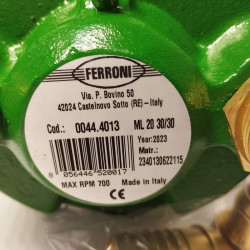 FERRONI
Via. P. Bovino 50
42024 Castelnovo Sotto (RE) – Italy
Cod.: 0044.4013 ML 20 30/30
Year:2023
Matr.:
2340130622115
8 056446 520017
MAX RPM 700 Made in Italy
CE